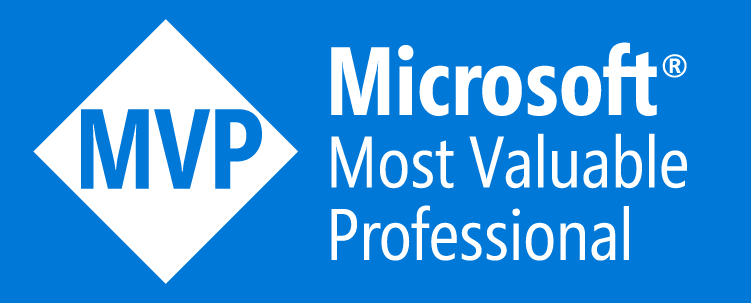 MVP
Microsoft®
Most Valuable
Professional